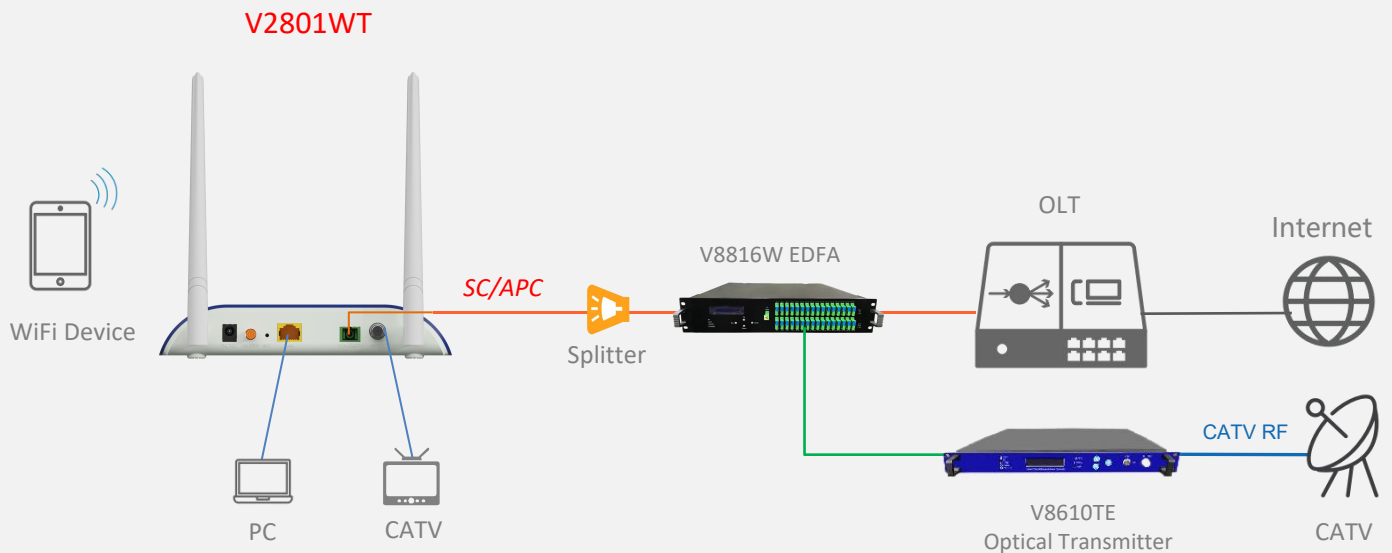 V2801WT
WiFi Device
SC/APC
Splitter
V8816W EDFA
OLT
Internet
PC
CATV
CATV RF
V8610TE
Optical Transmitter
CATV